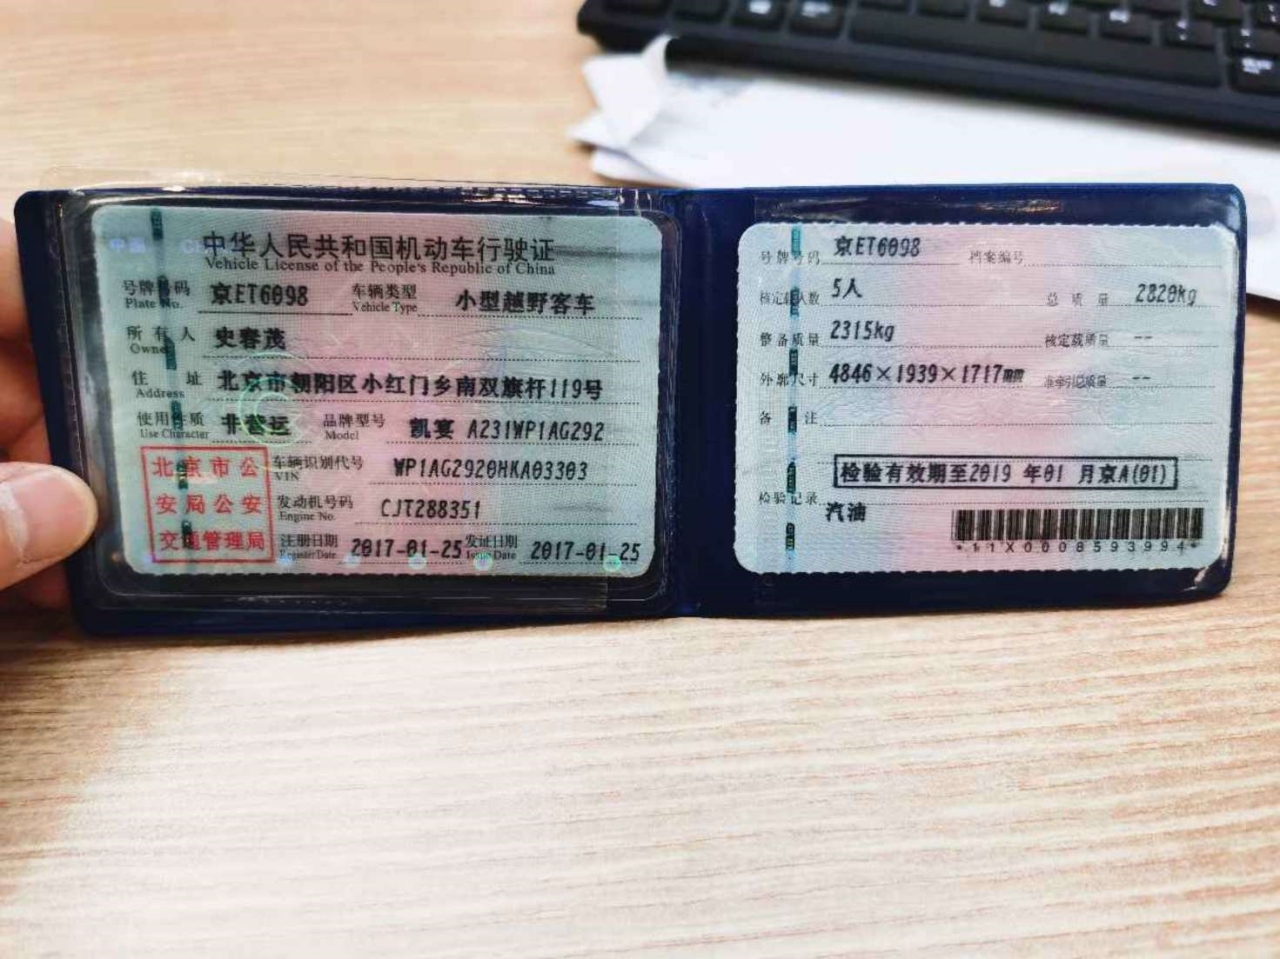 中华人民共和国机动车行驶证
Vehicle License of the People's Republic of China
号牌号码 京ET6098 车辆类型 小型越野客车
Plate No. Vehicle Type
所有人 史春茂
Owner
住址 北京市朝阳区小红门乡南双旗杆119号
Address
使用性质 非营运 品牌型号 凯宴 A231WP1AG292
Use Character Model
北京市公
安局公安
交通管理局
车辆识别代号 WP1AG2920HKA03303
VIN
发动机号码 CJT288351
Engine No.
注册日期 2017-01-25 发证日期 2017-01-25
Register Date Issue Date
号牌号码 京ET6098 档案编号
核定载人数 5人 总质量 2820kg
整备质量 2315kg 核定载质量 --
外廓尺寸 4846×1939×1717mm 准牵引总质量 --
备注
检验有效期至2019年01月京A(01)
检验记录
汽油
*11X0008593994*